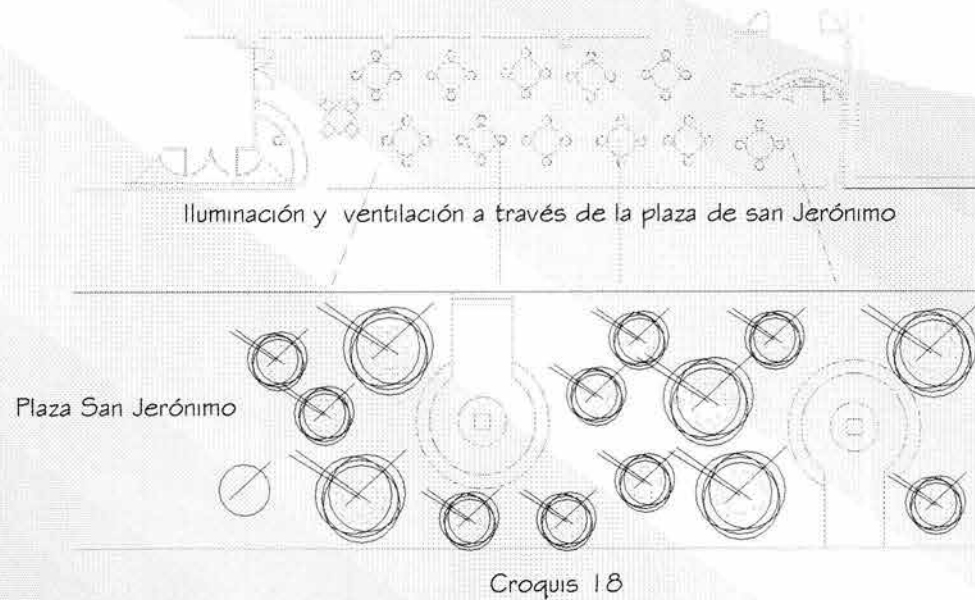 Iluminación y ventilación a través de la plaza de san Jerónimo
Plaza San Jerónimo
Croquis 18